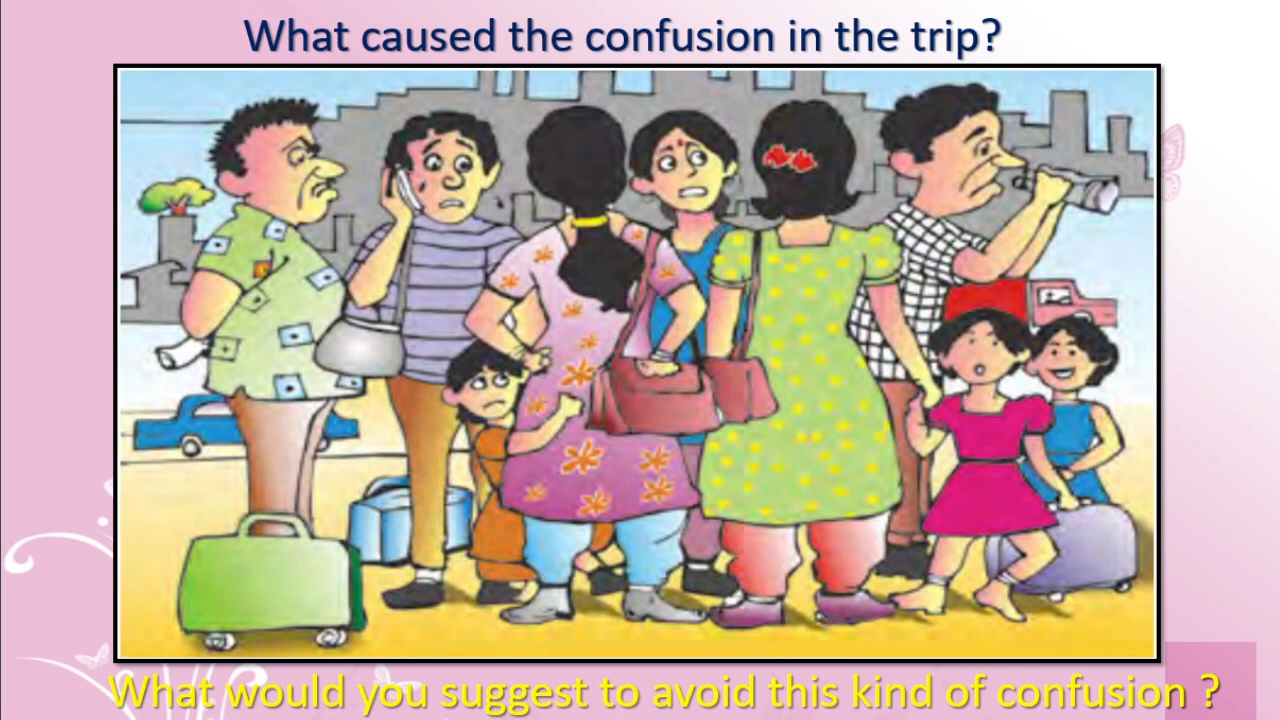 What caused the confusion in the trip?
What would you suggest to avoid this kind of confusion ?